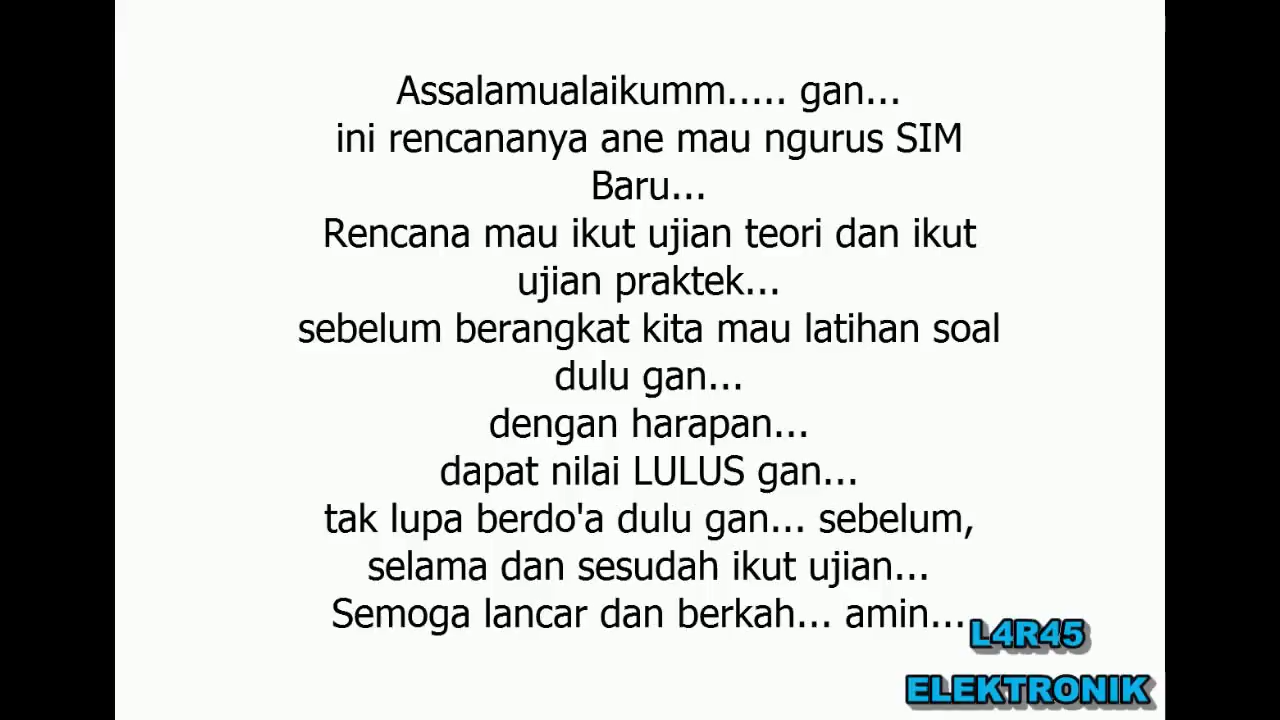 Assalamualaikumm..... gan...
ini rencananya ane mau ngurus SIM
Baru...
Rencana mau ikut ujian teori dan ikut
ujian praktek...
sebelum berangkat kita mau latihan soal
dulu gan...
dengan harapan...
dapat nilai LULUS gan...
tak lupa berdo'a dulu gan... sebelum,
selama dan sesudah ikut ujian...
Semoga lancar dan berkah... amin...
L4R45
ELEKTRONIK